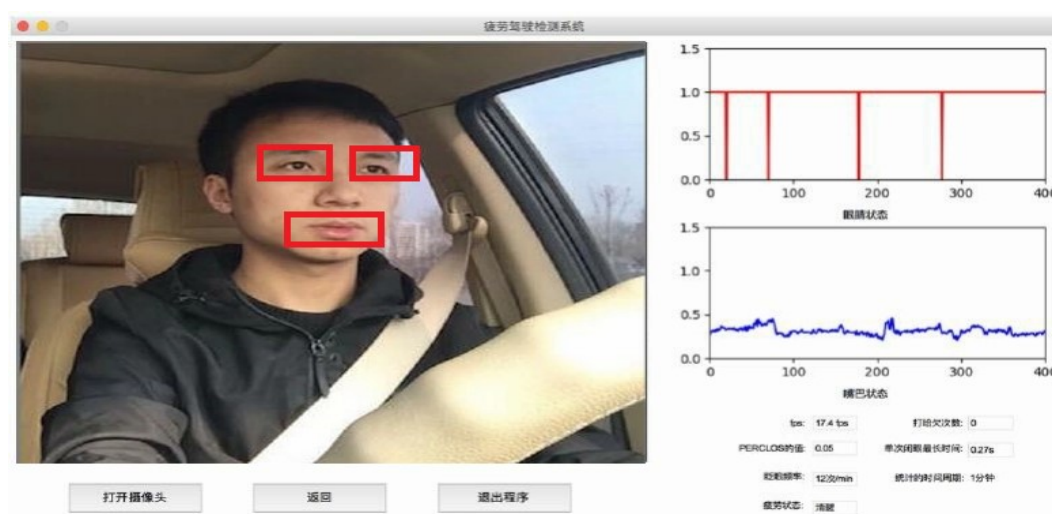 疲劳驾驶检测系统
1.5
1.0
0.5
0.0
0 100 200 300 400
眼睛状态
1.5
1.0
0.5
0.0
0 100 200 300 400
嘴巴状态
fps: 17.4 fps 打哈欠次数: 0
PERCLOS的值: 0.05 单次闭眼最长时间: 0.27s
眨眼频率: 12次/min 统计的时间周期: 1分钟
疲劳状态: 清醒
打开摄像头 返回 退出程序